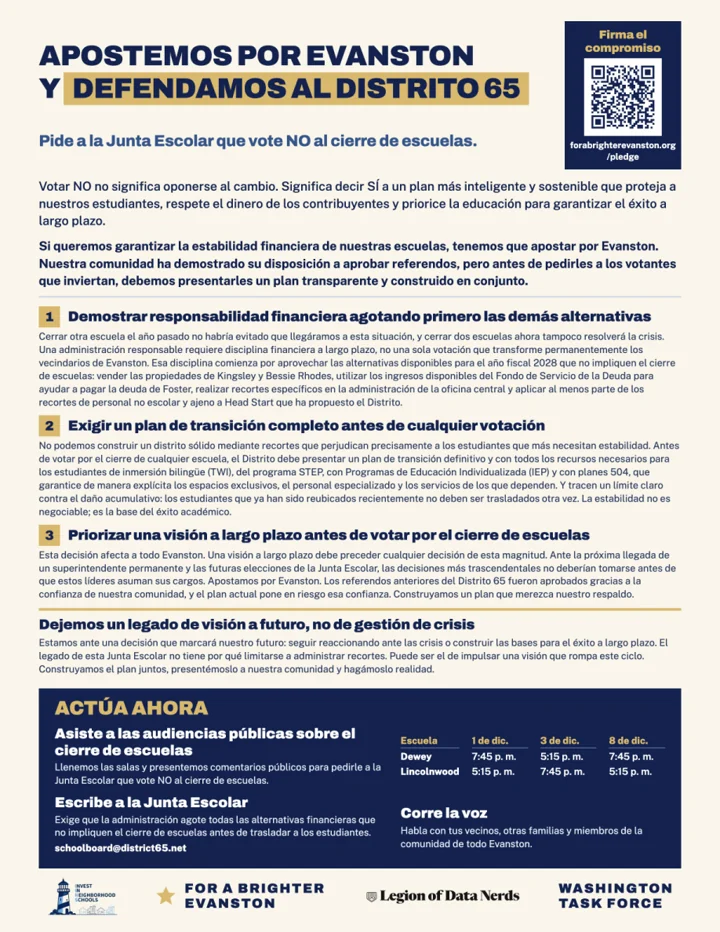 APOSTEMOS POR EVANSTON
Y DEFENDAMOS AL DISTRITO 65
Firma el
compromiso
forabrighterevanston.org
/pledge
Pide a la Junta Escolar que vote NO al cierre de escuelas.
Votar NO no significa oponerse al cambio. Significa decir SÍ a un plan más inteligente y sostenible que proteja a
nuestros estudiantes, respete el dinero de los contribuyentes y priorice la educación para garantizar el éxito a
largo plazo.
Si queremos garantizar la estabilidad financiera de nuestras escuelas, tenemos que apostar por Evanston.
Nuestra comunidad ha demostrado su disposición a aprobar referendos, pero antes de pedirles a los votantes
que inviertan, debemos presentarles un plan transparente y construido en conjunto.
1 Demostrar responsabilidad financiera agotando primero las demás alternativas
Cerrar otra escuela el año pasado no habría evitado que llegáramos a esta situación, y cerrar dos escuelas ahora tampoco resolverá la crisis.
Una administración responsable requiere disciplina financiera a largo plazo, no una sola votación que transforme permanentemente los
vecindarios de Evanston. Esa disciplina comienza por aprovechar las alternativas disponibles para el año fiscal 2028 que no impliquen el cierre
de escuelas: vender las propiedades de Kingsley y Bessie Rhodes, utilizar los ingresos disponibles del Fondo de Servicio de la Deuda para
ayudar a pagar la deuda de Foster, realizar recortes específicos en la administración de la oficina central y aplicar al menos parte de los
recortes de personal no escolar y ajeno a Head Start que ha propuesto el Distrito.
2 Exigir un plan de transición completo antes de cualquier votación
No podemos construir un distrito sólido mediante recortes que perjudican precisamente a los estudiantes que más necesitan estabilidad. Antes
de votar por el cierre de cualquier escuela, el Distrito debe presentar un plan de transición definitivo y con todos los recursos necesarios para
los estudiantes de inmersión bilingüe (TWI), del programa STEP, con Programas de Educación Individualizada (IEP) y con planes 504, que
garantice de manera explícita los espacios exclusivos, el personal especializado y los servicios de los que dependen. Y tracen un límite claro
contra el daño acumulativo: los estudiantes que ya han sido reubicados recientemente no deben ser trasladados otra vez. La estabilidad no es
negociable; es la base del éxito académico.
3 Priorizar una visión a largo plazo antes de votar por el cierre de escuelas
Esta decisión afecta a todo Evanston. Una visión a largo plazo debe preceder cualquier decisión de esta magnitud. Ante la próxima llegada de
un superintendente permanente y las futuras elecciones de la Junta Escolar, las decisiones más trascendentales no deberían tomarse antes de
que estos líderes asuman sus cargos. Apostamos por Evanston. Los referendos anteriores del Distrito 65 fueron aprobados gracias a la
confianza de nuestra comunidad, y el plan actual pone en riesgo esa confianza. Construyamos un plan que merezca nuestro respaldo.
Dejemos un legado de visión a futuro, no de gestión de crisis
Estamos ante una decisión que marcará nuestro futuro: seguir reaccionando ante las crisis o construir las bases para el éxito a largo plazo. El
legado de esta Junta Escolar no tiene por qué limitarse a administrar recortes. Puede ser el de impulsar una visión que rompa este ciclo.
Construyamos el plan juntos, presentémoslo a nuestra comunidad y hagámoslo realidad.
ACTÚA AHORA
Asiste a las audiencias públicas sobre el
cierre de escuelas
Llenemos las salas y presentemos comentarios públicos para pedirle a la
Junta Escolar que vote NO al cierre de escuelas.
Escribe a la Junta Escolar
Exige que la administración agote todas las alternativas financieras que
no impliquen el cierre de escuelas antes de trasladar a los estudiantes.
schoolboard@district65.net
Escuela 1 de dic. 3 de dic. 8 de dic.
Dewey 7:45 p. m. 5:15 p. m. 7:45 p. m.
Lincolnwood 5:15 p. m. 7:45 p. m. 5:15 p. m.
Corre la voz
Habla con tus vecinos, otras familias y miembros de la
comunidad de todo Evanston.
INVEST
IN
NEIGHBORHOOD
SCHOOLS
FOR A BRIGHTER
EVANSTON
Legion of Data Nerds
WASHINGTON
TASK FORCE